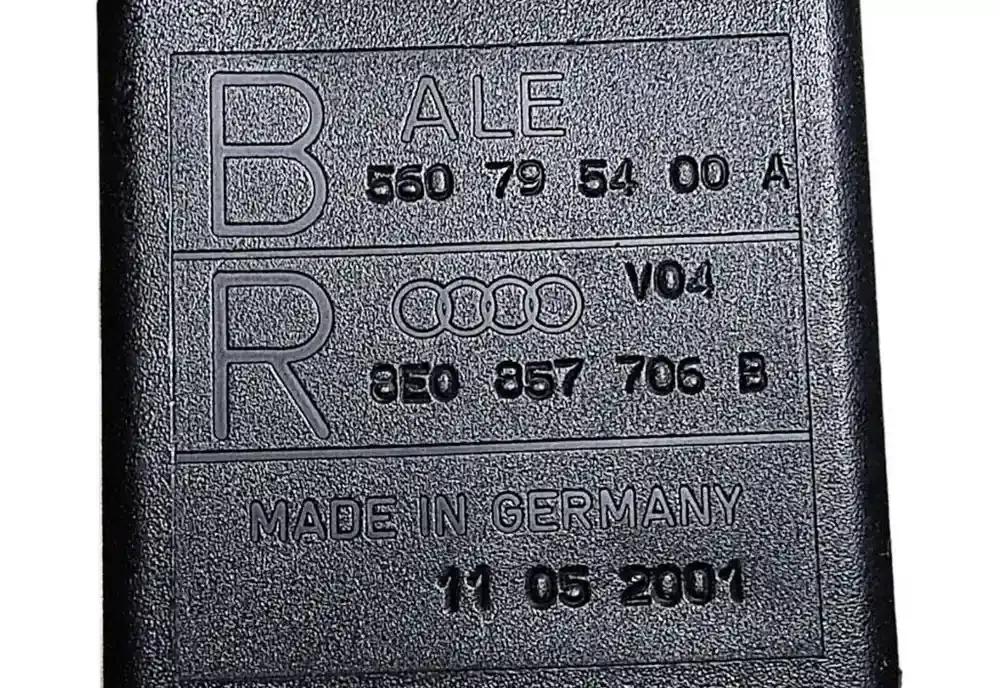 B ALE
560 79 54 00 A
R V04
8E0 857 706 B
MADE IN GERMANY
11 05 2001